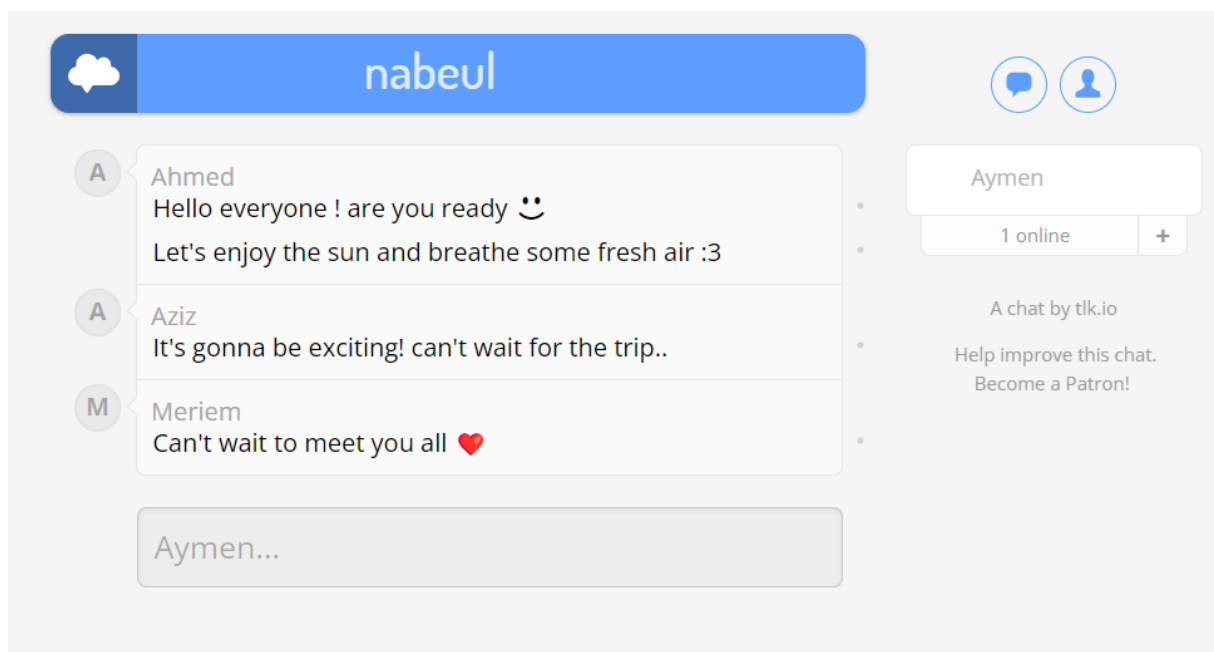 nabeul
A
Ahmed
Hello everyone ! are you ready
Let's enjoy the sun and breathe some fresh air :3
A
Aziz
It's gonna be exciting! can't wait for the trip..
M
Meriem
Can't wait to meet you all ❤️
Aymen...
Aymen
1 online +
A chat by tlk.io
Help improve this chat.
Become a Patron!